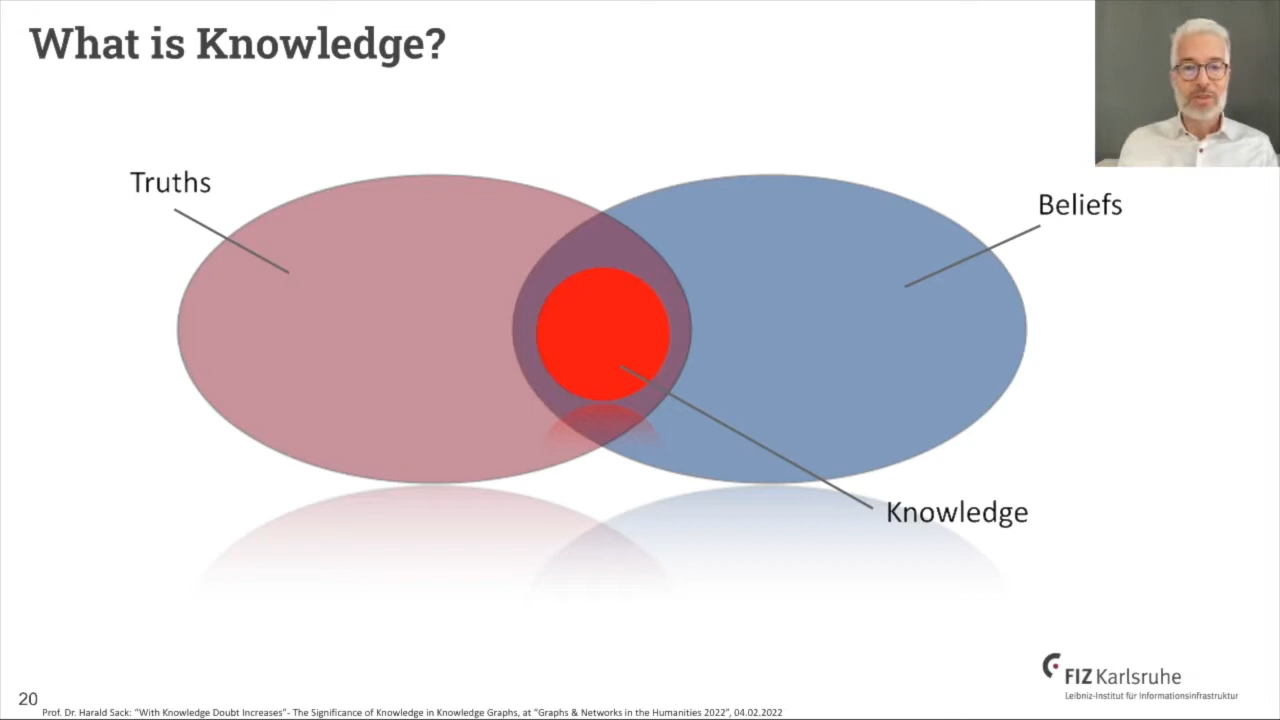 What is Knowledge?
Truths
Beliefs
Knowledge
FIZ Karlsruhe
Leibniz-Institut für Informationsinfrastruktur
20
Prof. Dr. Harald Sack: “With Knowledge Doubt Increases”- The Significance of Knowledge in Knowledge Graphs, at “Graphs & Networks in the Humanities 2022”, 04.02.2022